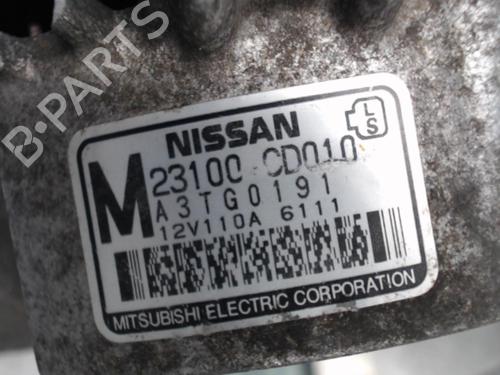 B-PARTS
NISSAN
L
S
M
23100 CD010
A3TG0191
12V110A 6111
MITSUBISHI ELECTRIC CORPORATION